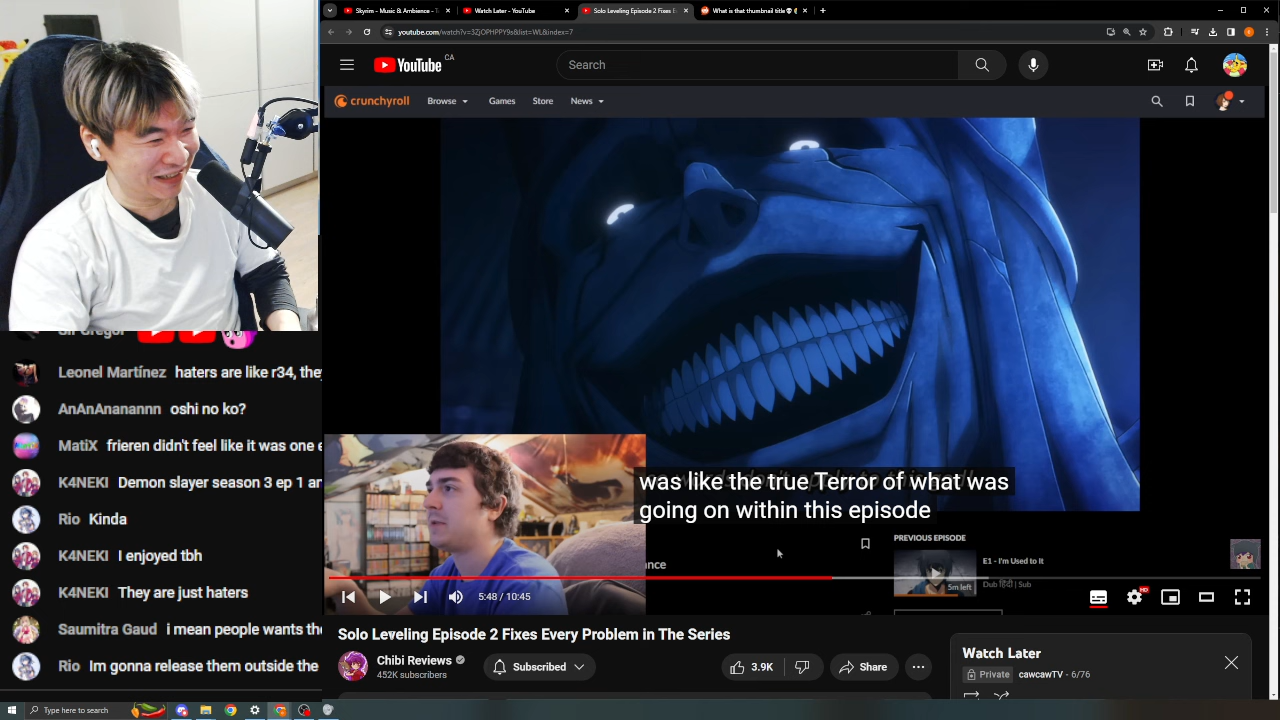 Skyrim - Music & Ambience - T
Watch Later - YouTube
Solo Leveling Episode 2 Fixes E
What is that thumbnail title
youtube.com/watch?v=3ZjOPHPPY9s&list=WL&index=7
YouTube CA
Search
crunchyroll
Browse
Games
Store
News
was like the true Terror of what was
going on within this episode
Leonel Martínez haters are like r34, they
AnAnAnanannn oshi no ko?
MatiX frieren didn't feel like it was one e
K4NEKI Demon slayer season 3 ep 1 an
Rio Kinda
K4NEKI I enjoyed tbh
K4NEKI They are just haters
Saumitra Gaud i mean people wants the
Rio Im gonna release them outside the
PREVIOUS EPISODE
E1 - I'm Used to It
Dub हिंदी | Sub
5m left
ance
5:48 / 10:45
HD
Solo Leveling Episode 2 Fixes Every Problem in The Series
Chibi Reviews
452K subscribers
Subscribed
3.9K
Share
Watch Later
Private
cawcawTV - 6/76
Type here to search